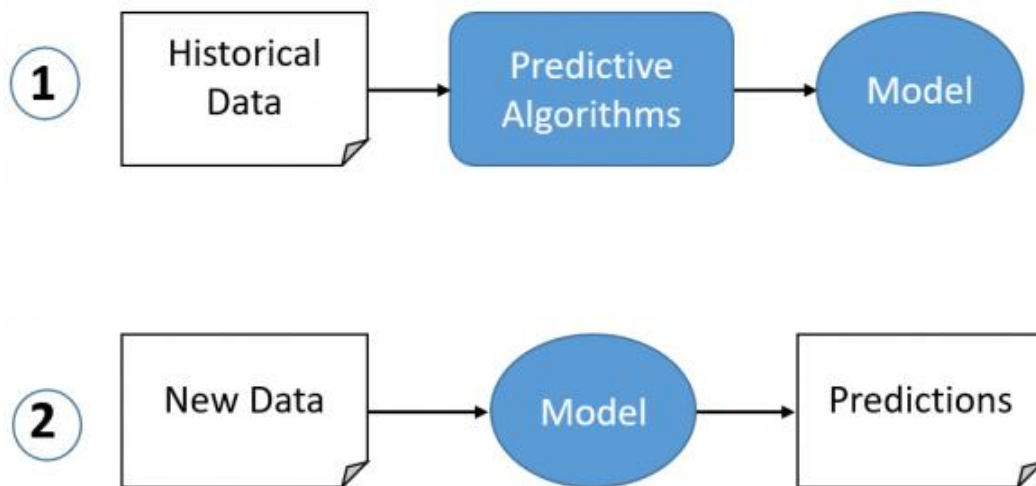 1
Historical
Data
Predictive
Algorithms
Model
2
New Data
Model
Predictions